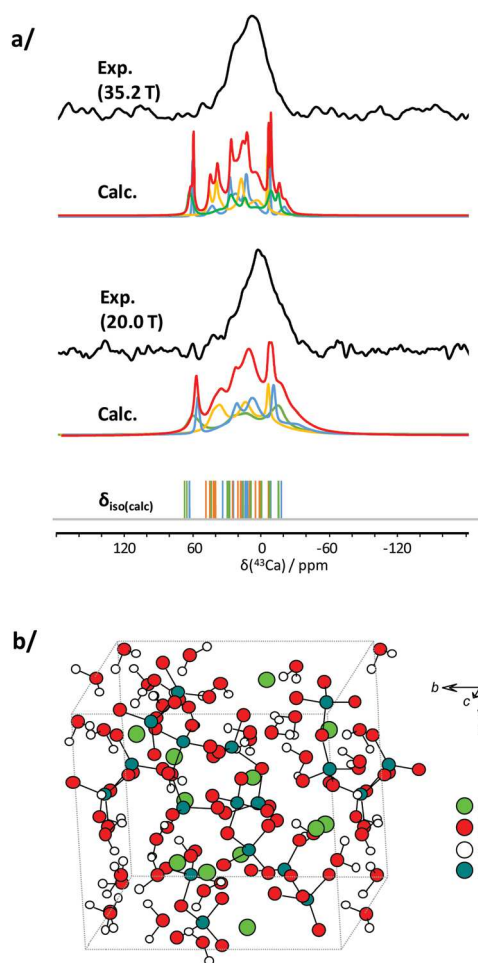 a/
Exp.
(35.2 T)
Calc.
Exp.
(20.0 T)
Calc.
δiso(calc)
120 60 0 -60 -120
δ(⁴³Ca) / ppm
b/
b
c